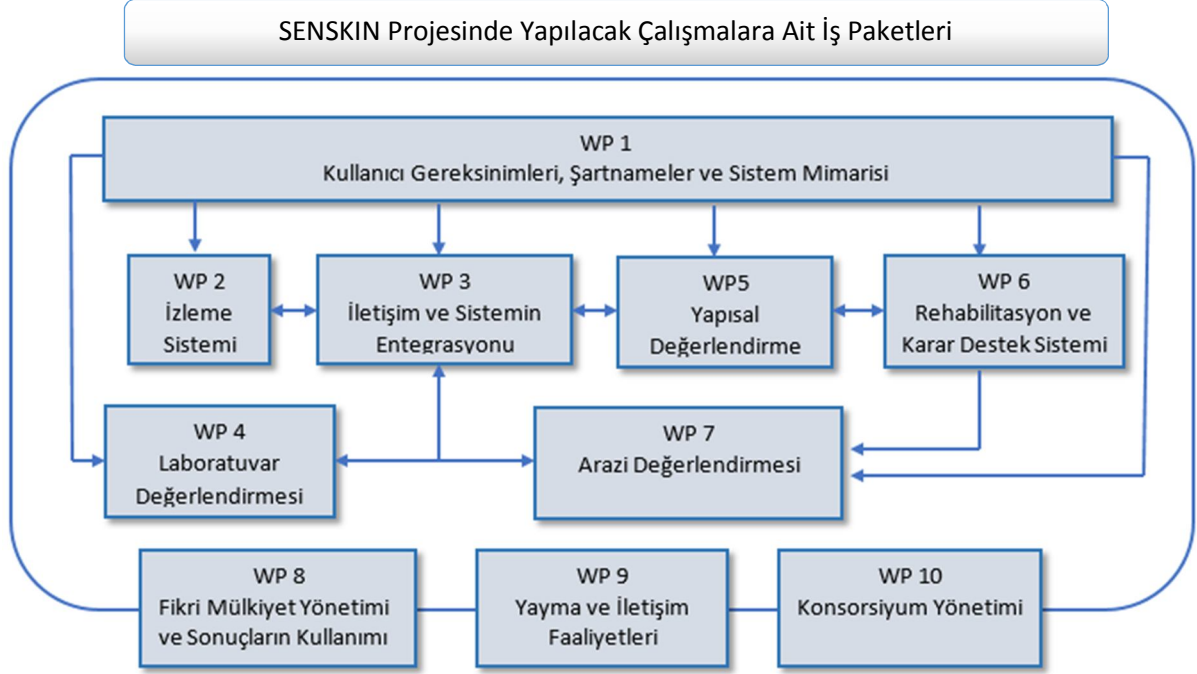 SENSKIN Projesinde Yapılacak Çalışmalara Ait İş Paketleri
WP 1
Kullanıcı Gereksinimleri, Şartnameler ve Sistem Mimarisi
WP 2
İzleme
Sistemi
WP 3
İletişim ve Sistemin
Entegrasyonu
WP5
Yapısal
Değerlendirme
WP 6
Rehabilitasyon ve
Karar Destek Sistemi
WP 4
Laboratuvar
Değerlendirmesi
WP 7
Arazi Değerlendirmesi
WP 8
Fikri Mülkiyet Yönetimi
ve Sonuçların Kullanımı
WP 9
Yayma ve İletişim
Faaliyetleri
WP 10
Konsorsiyum Yönetimi